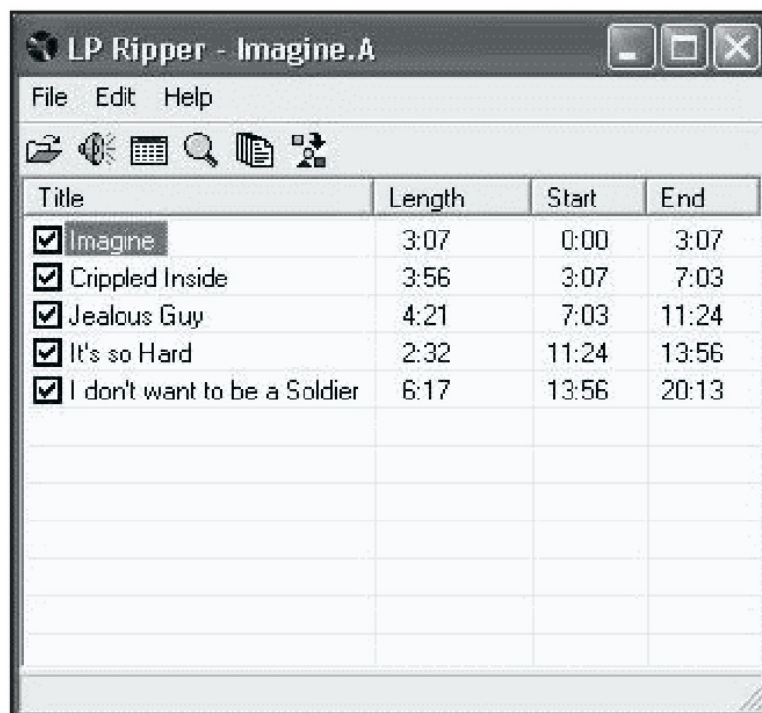 LP Ripper - Imagine.A
File Edit Help
Title Length Start End
Imagine 3:07 0:00 3:07
Crippled Inside 3:56 3:07 7:03
Jealous Guy 4:21 7:03 11:24
It's so Hard 2:32 11:24 13:56
I don't want to be a Soldier 6:17 13:56 20:13